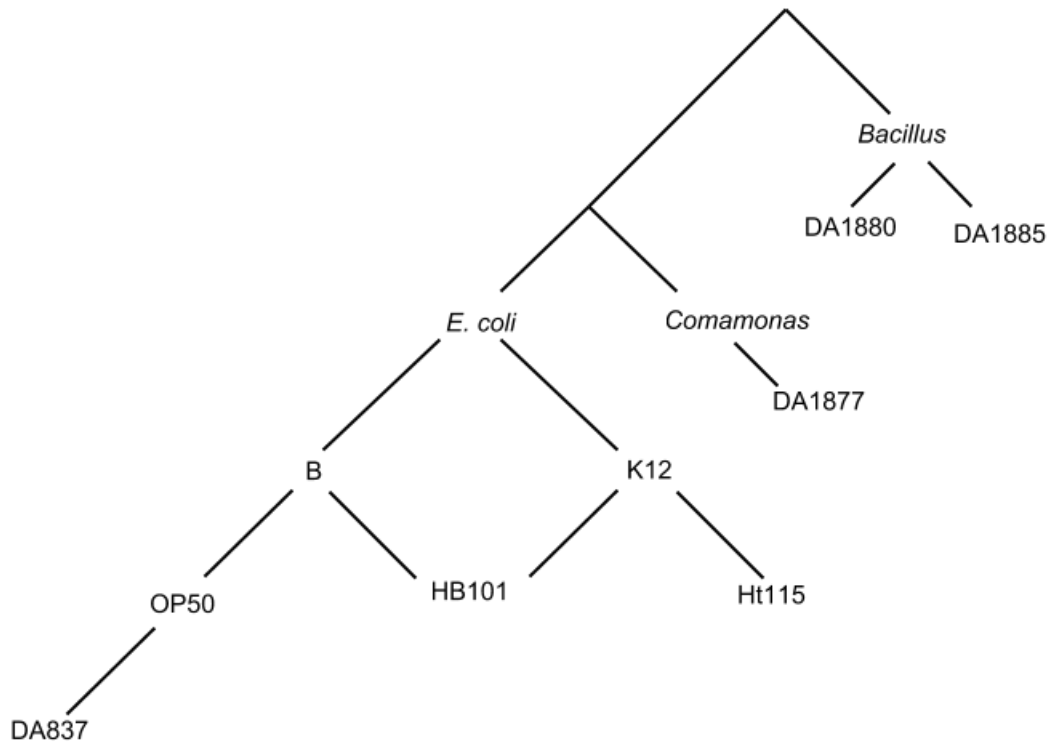 Bacillus
DA1880
DA1885
E. coli
Comamonas
DA1877
B
K12
OP50
HB101
Ht115
DA837